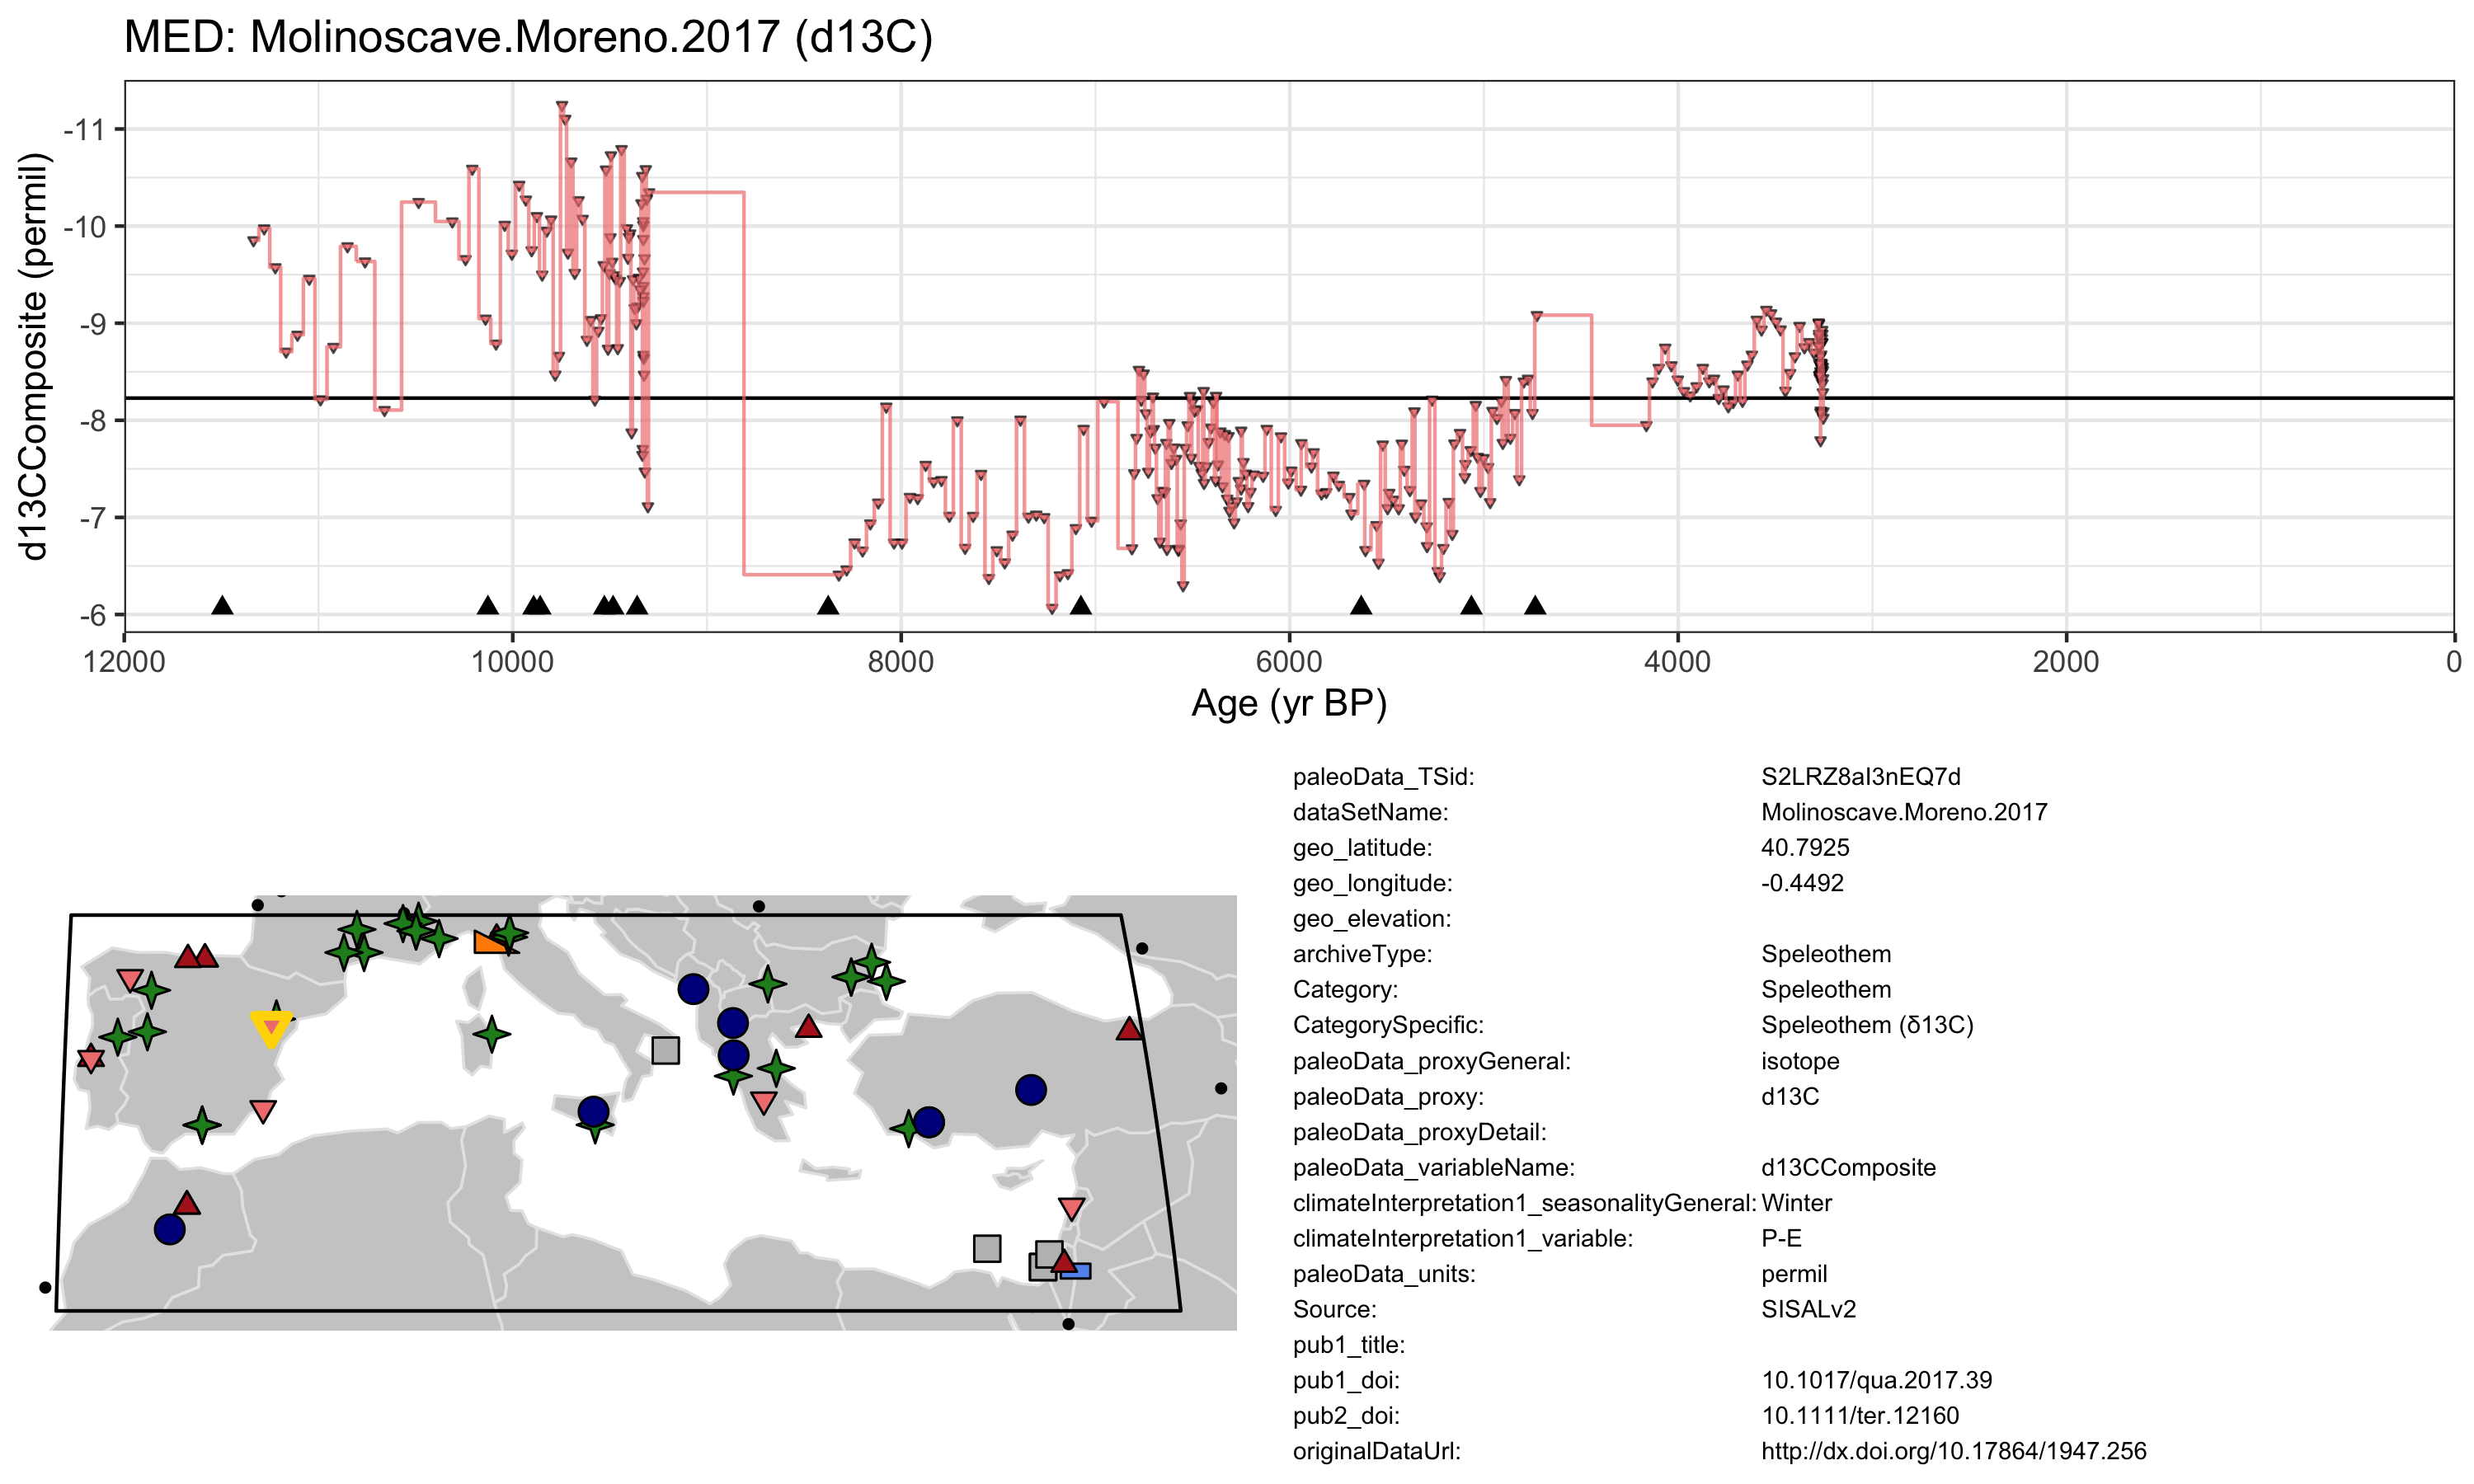 MED: Molinoscave.Moreno.2017 (d13C)
d13CComposite (permil)
-11
-10
-9
-8
-7
-6
12000 10000 8000 6000 4000 2000 0
Age (yr BP)
paleoData_TSid: S2LRZ8aI3nEQ7d
dataSetName: Molinoscave.Moreno.2017
geo_latitude: 40.7925
geo_longitude: -0.4492
geo_elevation:
archiveType: Speleothem
Category: Speleothem
CategorySpecific: Speleothem (δ13C)
paleoData_proxyGeneral: isotope
paleoData_proxy: d13C
paleoData_proxyDetail:
paleoData_variableName: d13CComposite
climateInterpretation1_seasonalityGeneral: Winter
climateInterpretation1_variable: P-E
paleoData_units: permil
Source: SISALv2
pub1_title:
pub1_doi: 10.1017/qua.2017.39
pub2_doi: 10.1111/ter.12160
originalDataUrl: http://dx.doi.org/10.17864/1947.256